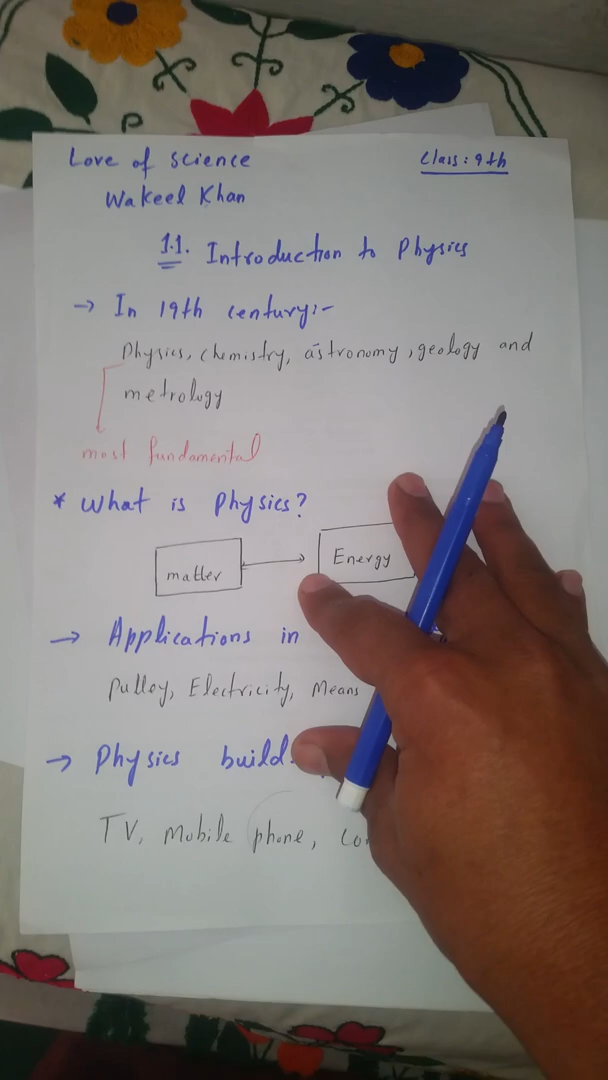 Love of science
Class: 9th
Wakeel Khan
1.1. Introduction to Physics
→ In 19th century:-
Physics, chemistry, astronomy, geology and
metrology
most fundamental
* What is Physics?
matter
Energy
→ Applications in
Pulley, Electricity, Means
→ Physics build
TV, Mobile phone,